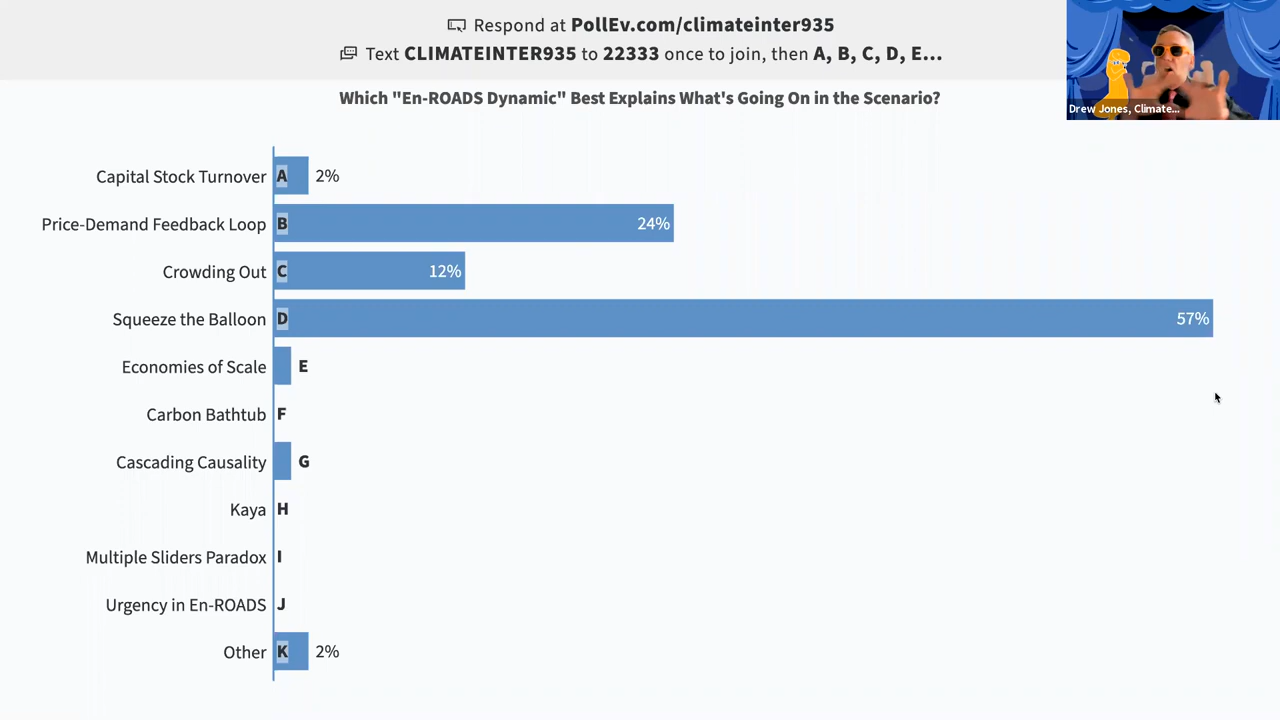 Respond at PollEv.com/climateinter935
Text CLIMATEINTER935 to 22333 once to join, then A, B, C, D, E...
Drew Jones, Climate...
Which "En-ROADS Dynamic" Best Explains What's Going On in the Scenario?
Capital Stock Turnover A 2%
Price-Demand Feedback Loop B 24%
Crowding Out C 12%
Squeeze the Balloon D 57%
Economies of Scale E
Carbon Bathtub F
Cascading Causality G
Kaya H
Multiple Sliders Paradox I
Urgency in En-ROADS J
Other K 2%